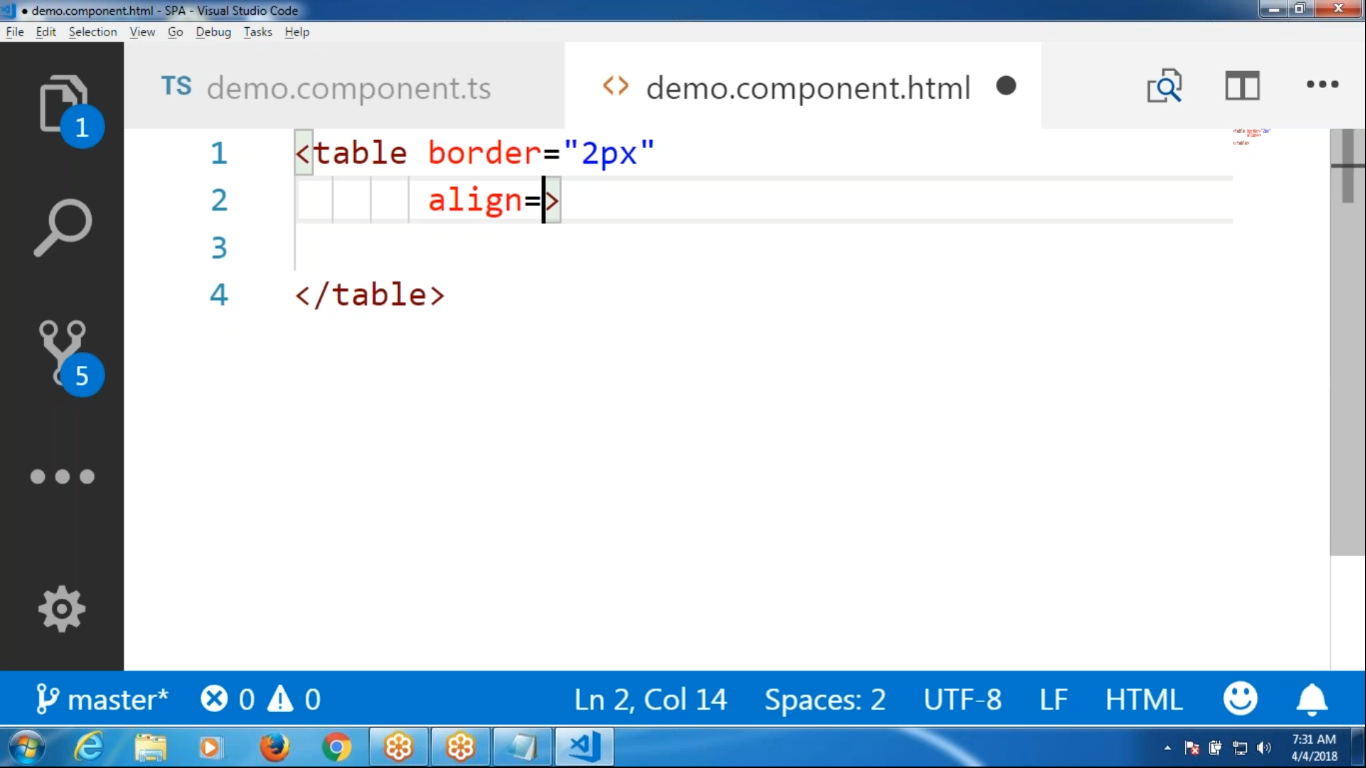 demo.component.html - SPA - Visual Studio Code
File Edit Selection View Go Debug Tasks Help
TS demo.component.ts <> demo.component.html
1
1 <table border="2px"
2 align=>
3
4 </table>
5
master* 0 0 Ln 2, Col 14 Spaces: 2 UTF-8 LF HTML
7:31 AM
4/4/2018